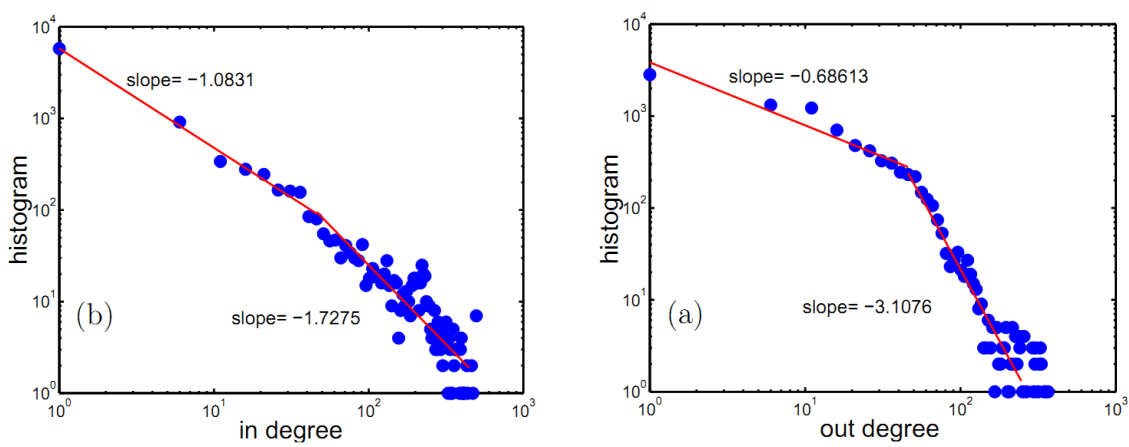 10^4
10^3
10^2
10^1
10^0
histogram
slope= −1.0831
slope= −1.7275
(b)
10^0
10^1
10^2
10^3
in degree
10^4
10^3
10^2
10^1
10^0
histogram
slope= −0.68613
slope= −3.1076
(a)
10^0
10^1
10^2
10^3
out degree